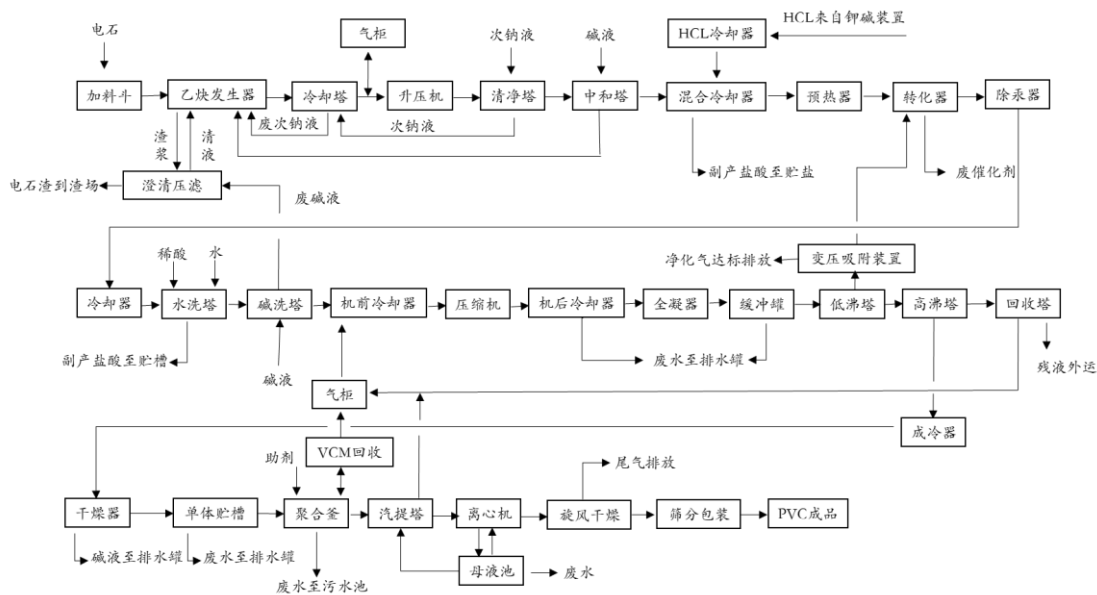 电石
气柜
次钠液
碱液
HCL冷却器
HCL来自钾碱装置
加料斗
乙炔发生器
冷却塔
升压机
清净塔
中和塔
混合冷却器
预热器
转化器
除汞器
废次钠液
次钠液
渣浆
清液
电石渣到渣场
澄清压滤
废碱液
副产盐酸至贮盐
废催化剂
稀酸
水
净化气达标排放
变压吸附装置
冷却器
水洗塔
碱洗塔
机前冷却器
压缩机
机后冷却器
全凝器
缓冲罐
低沸塔
高沸塔
回收塔
副产盐酸至贮槽
碱液
废水至排水罐
残液外运
气柜
成冷器
助剂
VCM回收
尾气排放
干燥器
单体贮槽
聚合釜
汽提塔
离心机
旋风干燥
筛分包装
PVC成品
碱液至排水罐
废水至排水罐
废水至污水池
母液池
废水